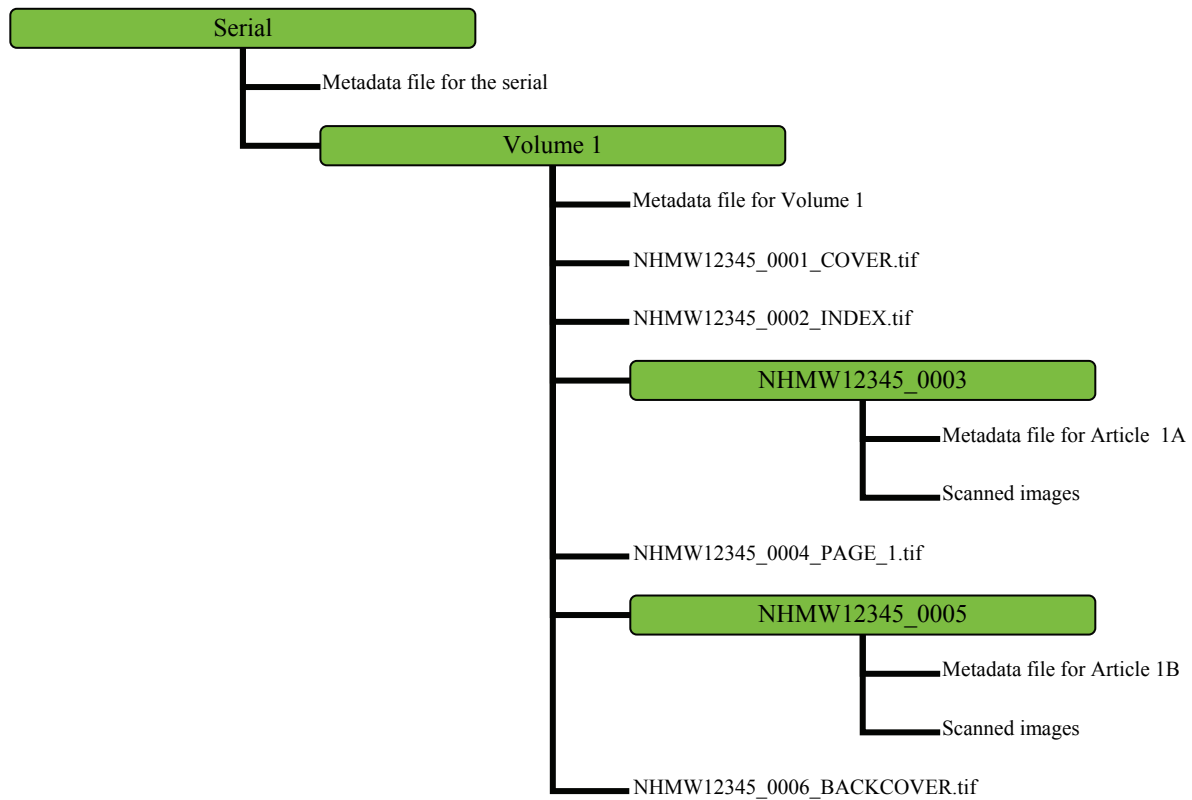 Serial
Metadata file for the serial
Volume 1
Metadata file for Volume 1
NHMW12345_0001_COVER.tif
NHMW12345_0002_INDEX.tif
NHMW12345_0003
Metadata file for Article  1A
Scanned images
NHMW12345_0004_PAGE_1.tif
NHMW12345_0005
Metadata file for Article 1B
Scanned images
NHMW12345_0006_BACKCOVER.tif